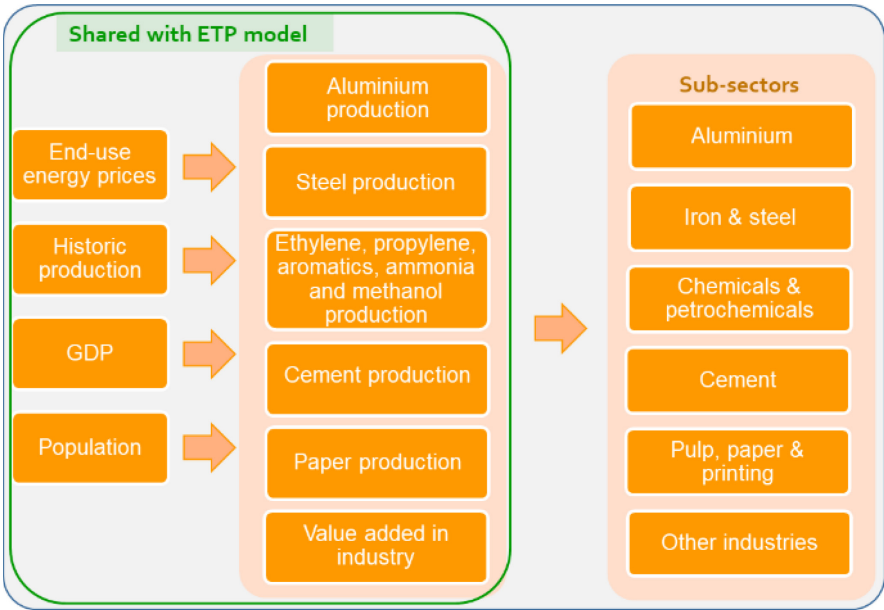 Shared with ETP model
End-use
energy prices
Historic
production
GDP
Population
Aluminium
production
Steel production
Ethylene, propylene,
aromatics, ammonia
and methanol
production
Cement production
Paper production
Value added in
industry
Sub-sectors
Aluminium
Iron & steel
Chemicals &
petrochemicals
Cement
Pulp, paper &
printing
Other industries